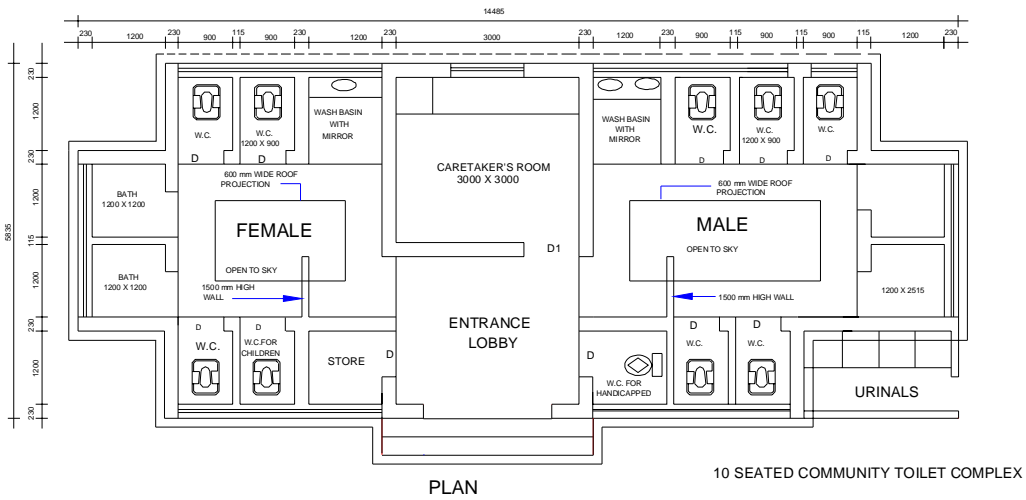 14485
230 1200 230 900 115 900 230 1200 230 3000 230 1200 230 900 115 900 115 900 230 1200 230
5835
230
1200
230
1200
115
1200
230
1200
230
W.C.
W.C.
1200 X 900
WASH BASIN
WITH
MIRROR
WASH BASIN
WITH
MIRROR
W.C.
W.C.
1200 X 900
W.C.
D
D
D
D
D
CARETAKER'S ROOM
3000 X 3000
600 mm WIDE ROOF
PROJECTION
600 mm WIDE ROOF
PROJECTION
BATH
1200 X 1200
FEMALE
MALE
D1
OPEN TO SKY
OPEN TO SKY
BATH
1200 X 1200
1500 mm HIGH
WALL
1500 mm HIGH WALL
1200 X 2515
ENTRANCE
LOBBY
D
D
D
D
D
D
W.C.
W.C.FOR
CHILDREN
STORE
W.C. FOR
HANDICAPPED
W.C.
W.C.
URINALS
PLAN
10 SEATED COMMUNITY TOILET COMPLEX